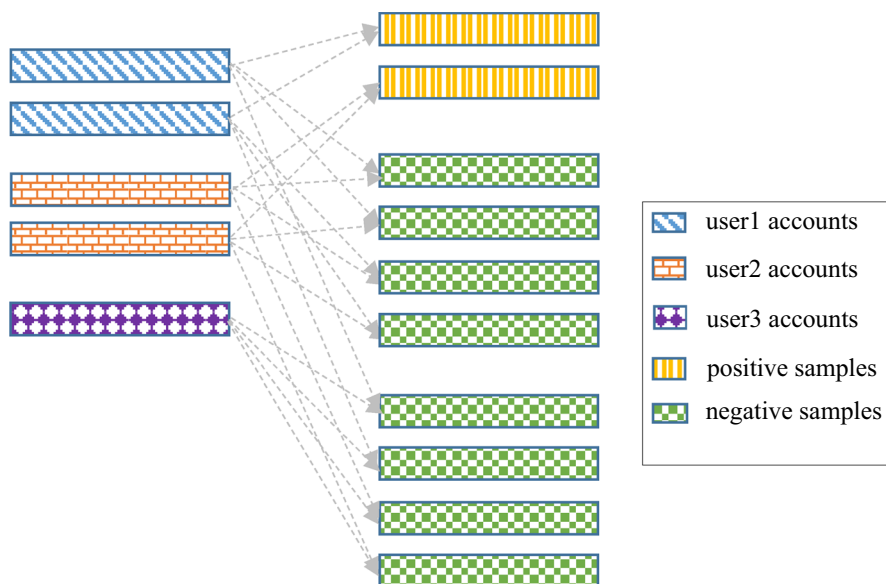 user1 accounts
user2 accounts
user3 accounts
positive samples
negative samples